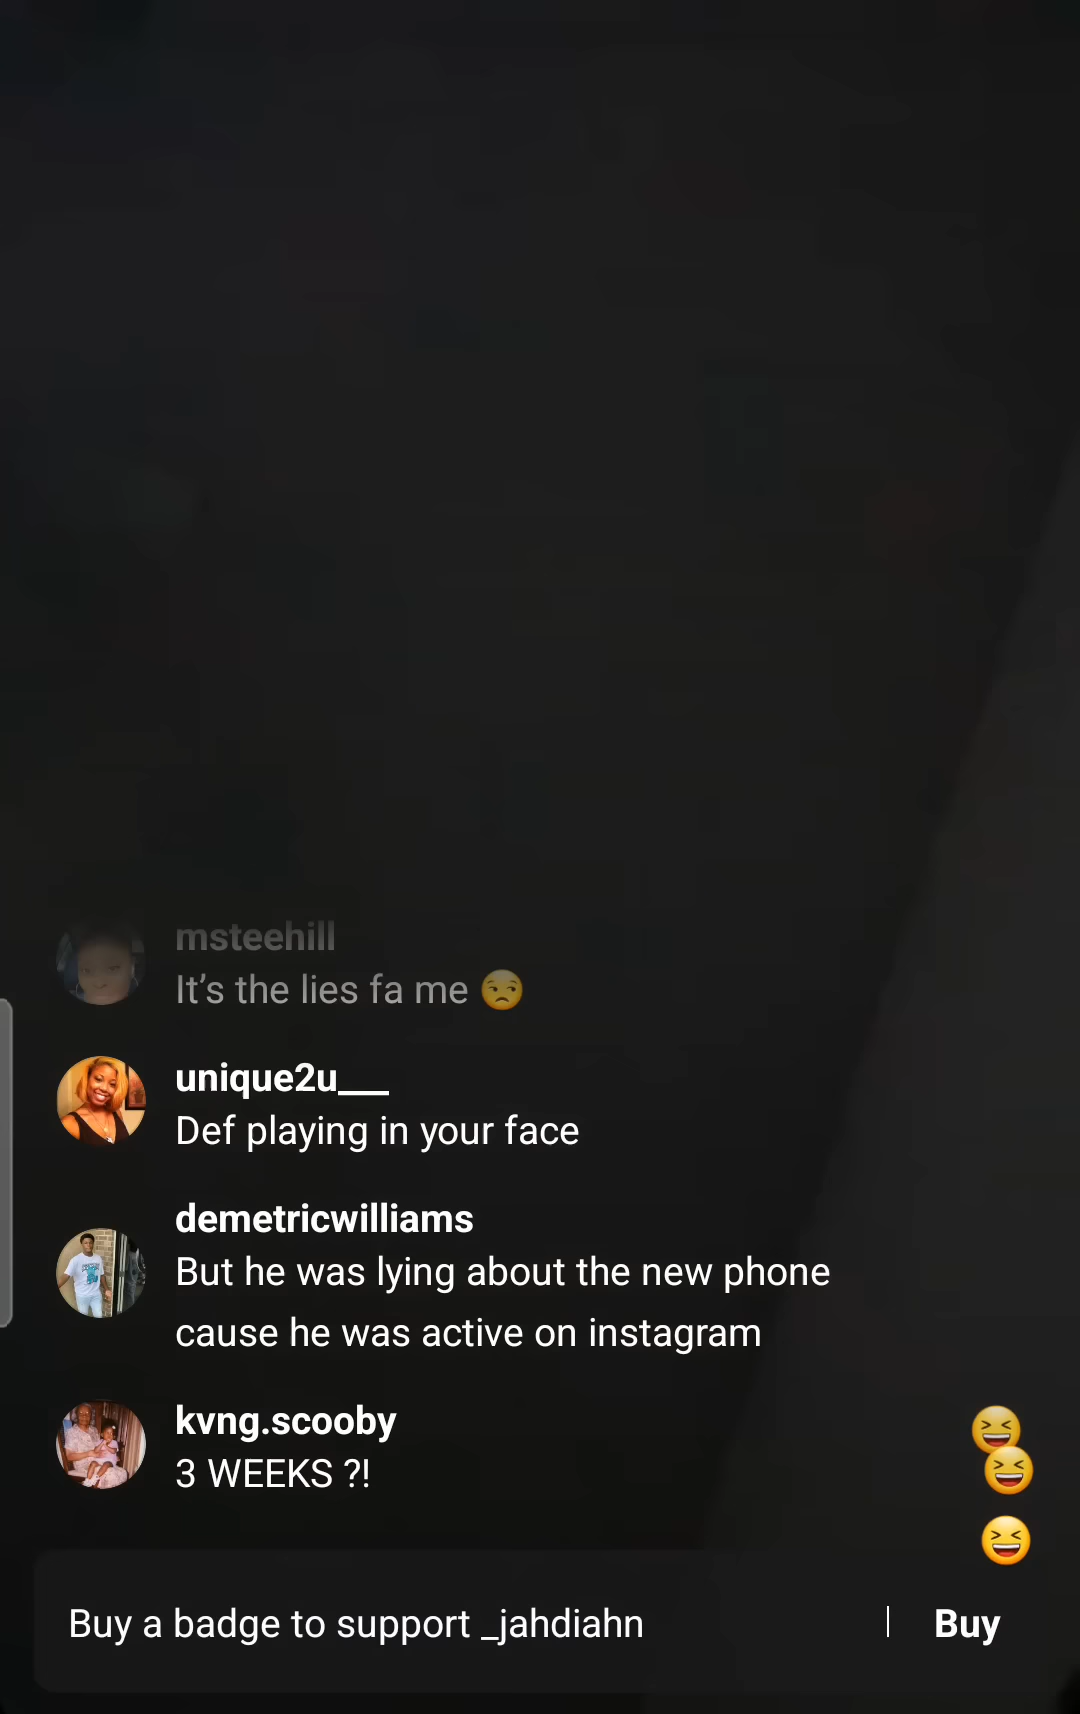 msteehill
It’s the lies fa me 😒
unique2u___
Def playing in your face
demetricwilliams
But he was lying about the new phone
cause he was active on instagram
kvng.scooby
3 WEEKS ?!
Buy a badge to support _jahdiahn | Buy